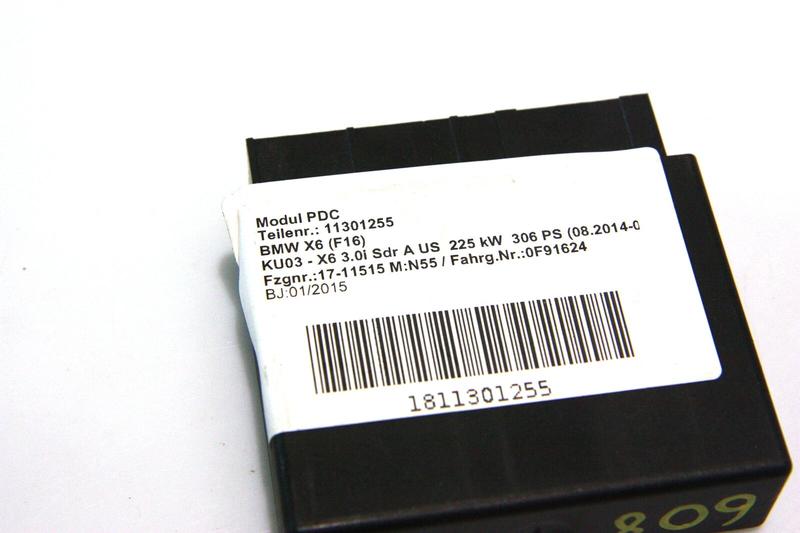 Modul PDC
Teilenr.: 11301255
BMW X6 (F16)
KU03 - X6 3.0i Sdr A US 225 kW 306 PS (08.2014-0
Fzgnr.:17-11515 M:N55 / Fahrg.Nr.:0F91624
BJ:01/2015
1811301255
809